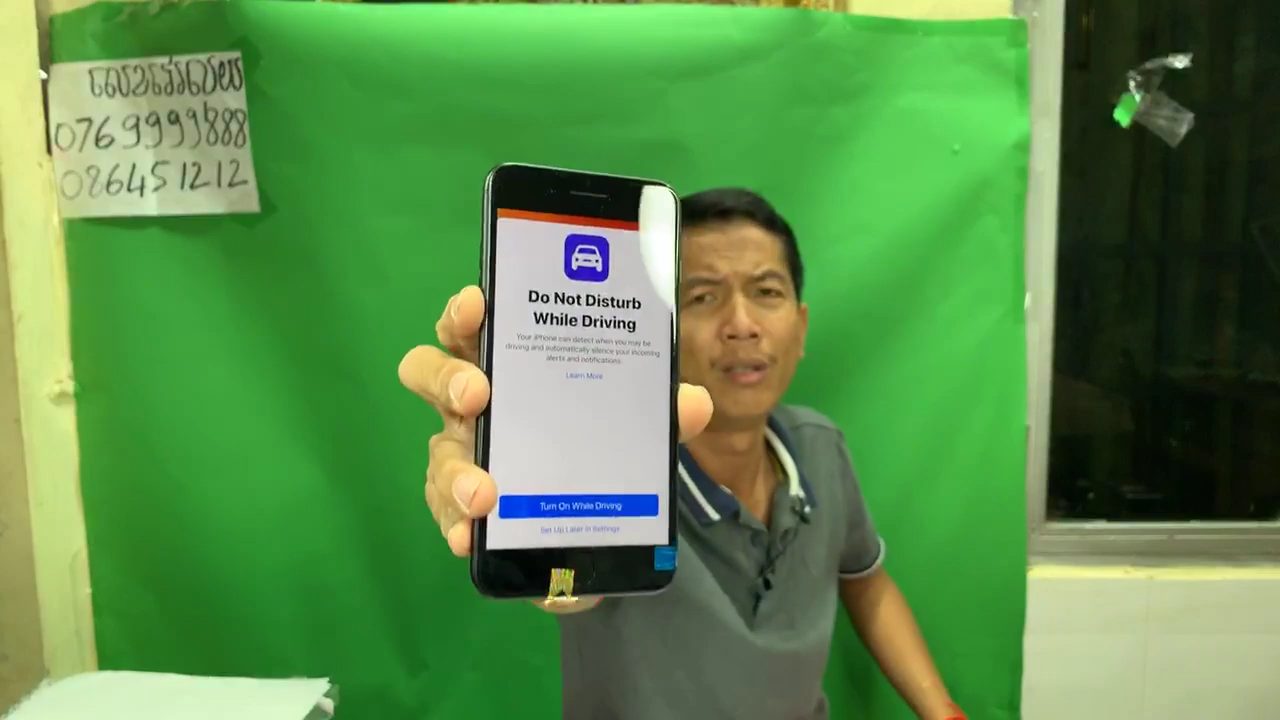 0769999888
086451212
Do Not Disturb
While Driving
Your iPhone can detect when you may be
driving and automatically silence your incoming
alerts and notifications.
Learn More
Turn On While Driving
Set Up Later in Settings